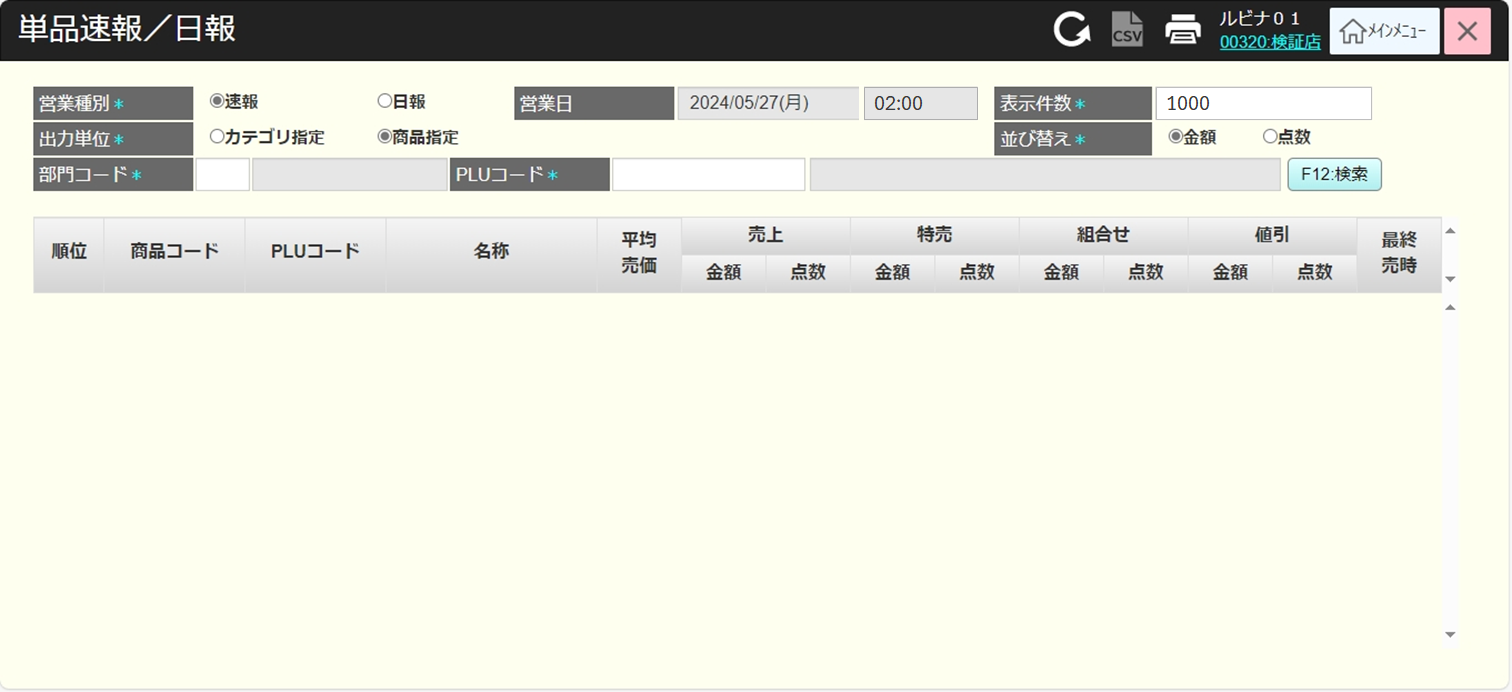 単品速報／日報
CSV
ルビナ０１
00320:検証店
ﾒｲﾝﾒﾆｭｰ
営業種別* 速報 日報 営業日 2024/05/27(月) 02:00 表示件数* 1000
出力単位* カテゴリ指定 商品指定 並び替え* 金額 点数
部門コード* PLUコード* F12:検索
順位 商品コード PLUコード 名称 平均売価 売上 特売 組合せ 値引 最終売時
金額 点数 金額 点数 金額 点数 金額 点数